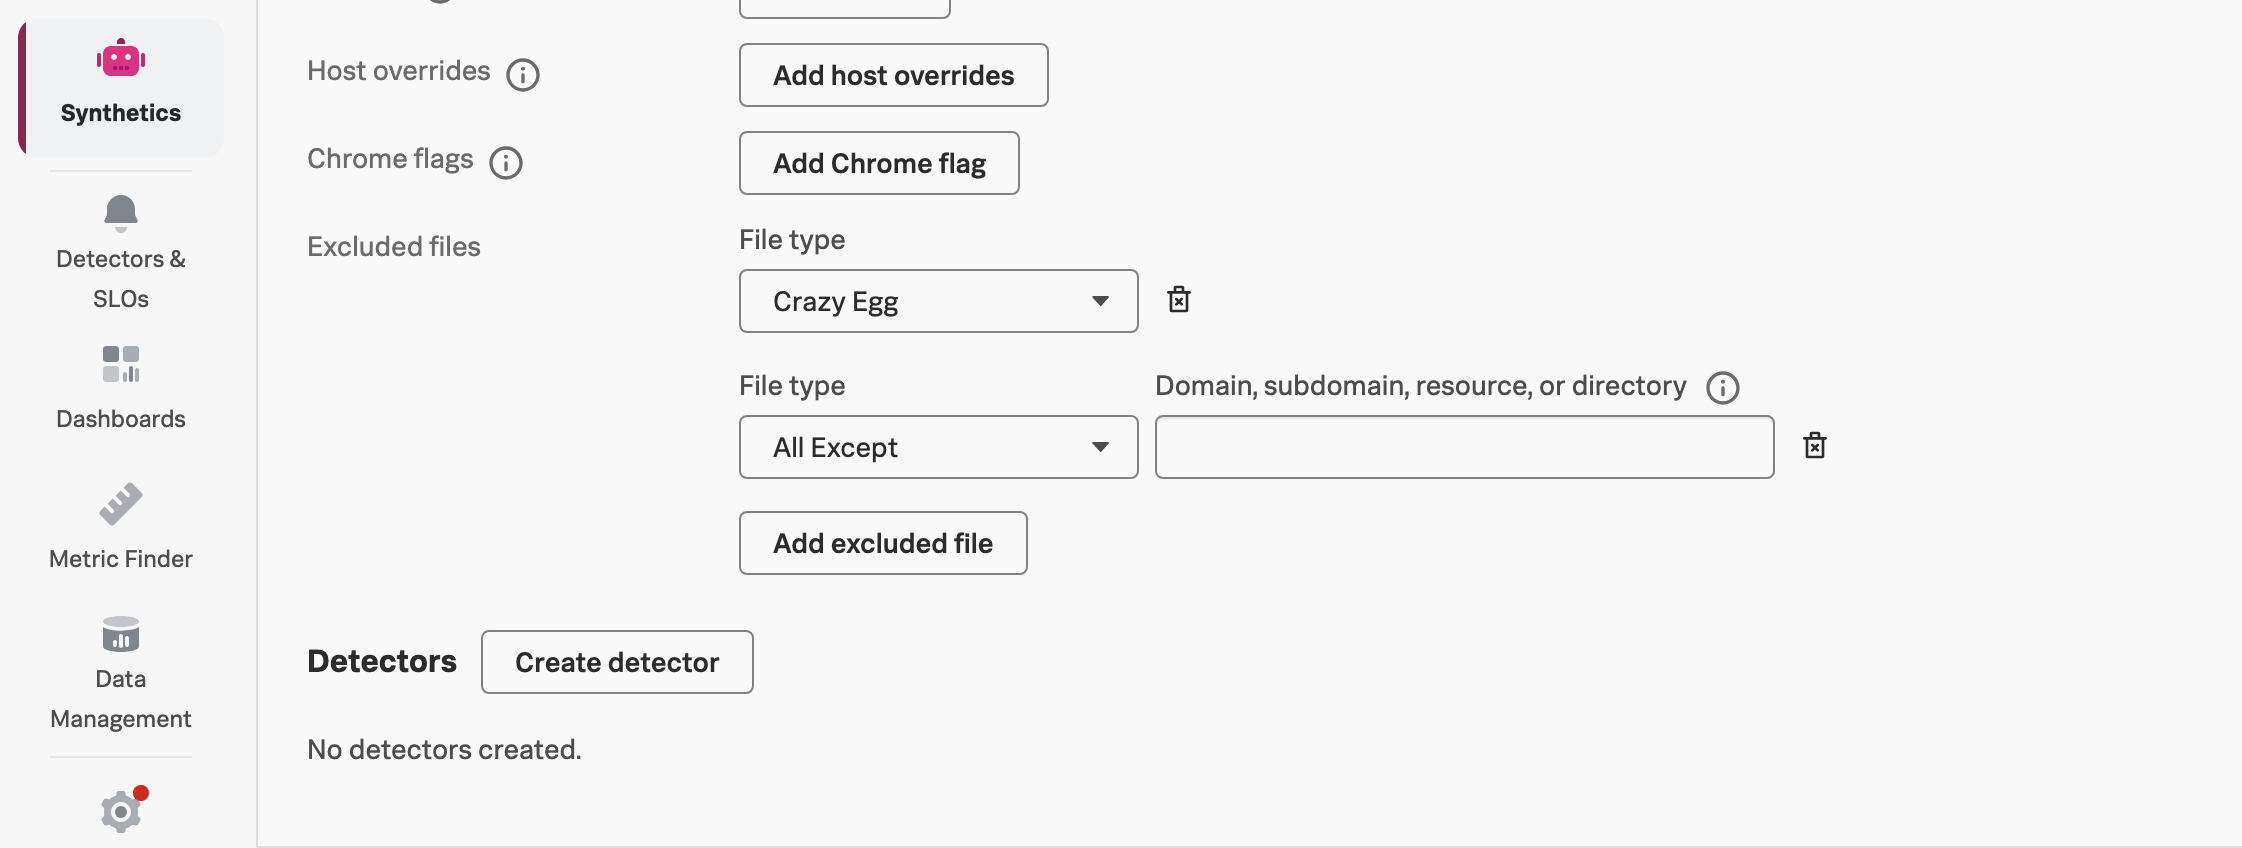 Synthetics
Detectors &
SLOs
Dashboards
Metric Finder
Data
Management
Host overrides
Add host overrides
Chrome flags
Add Chrome flag
Excluded files
File type
Crazy Egg
File type
Domain, subdomain, resource, or directory
All Except
Add excluded file
Detectors
Create detector
No detectors created.